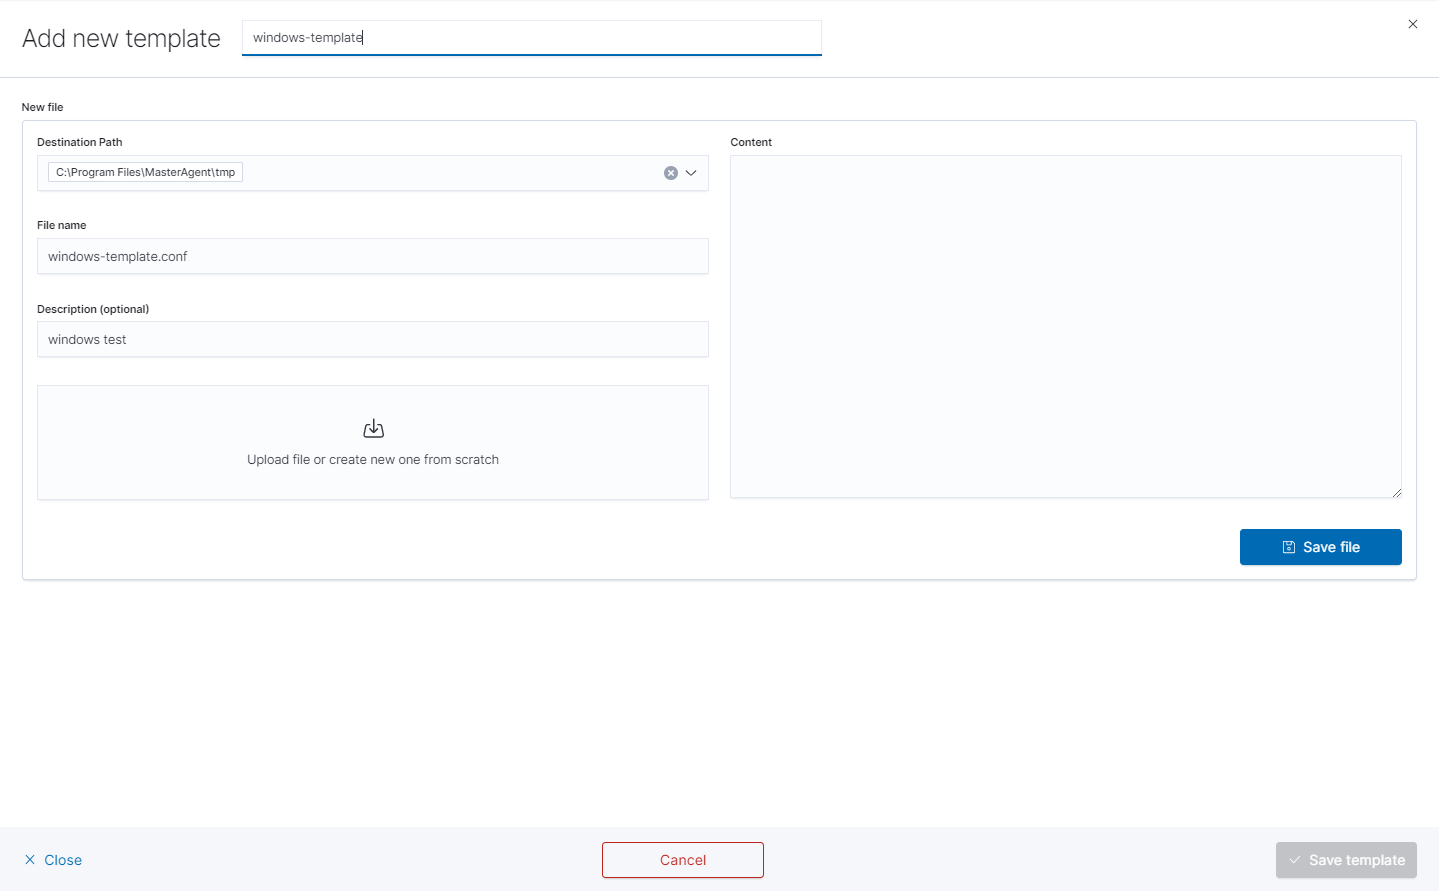 Add new template
windows-template
New file
Destination Path
C:\Program Files\MasterAgent\tmp
File name
windows-template.conf
Description (optional)
windows test
Upload file or create new one from scratch
Content
Save file
Close
Cancel
Save template